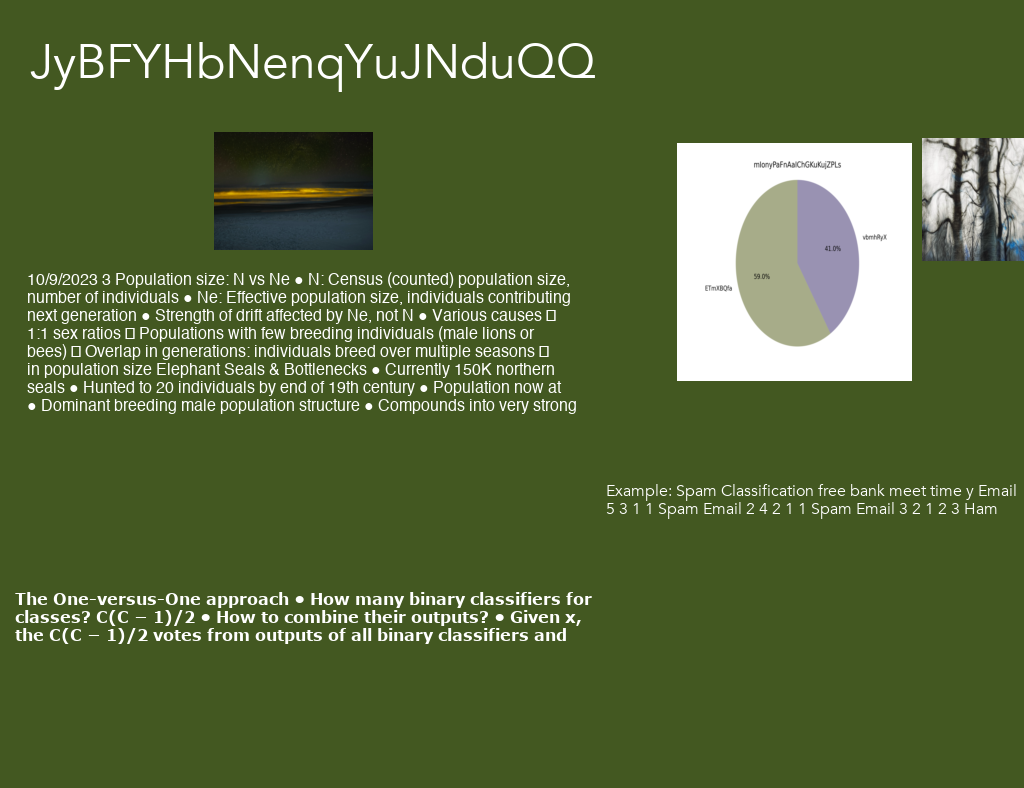 JyBFYHbNenqYuJNduQQ
10/9/2023 3 Population size: N vs Ne ● N: Census (counted) population size,
number of individuals ● Ne: Effective population size, individuals contributing
next generation ● Strength of drift affected by Ne, not N ● Various causes 
1:1 sex ratios  Populations with few breeding individuals (male lions or
bees)  Overlap in generations: individuals breed over multiple seasons 
in population size Elephant Seals & Bottlenecks ● Currently 150K northern
seals ● Hunted to 20 individuals by end of 19th century ● Population now at
● Dominant breeding male population structure ● Compounds into very strong
mIonyPaFnAaIChGKuKujZPLs
vbmhRyX
41.0%
59.0%
ETmXBQfa
Example: Spam Classification free bank meet time y Email
5 3 1 1 Spam Email 2 4 2 1 1 Spam Email 3 2 1 2 3 Ham
The One-versus-One approach ● How many binary classifiers for
classes? C(C − 1)/2 ● How to combine their outputs? ● Given x,
the C(C − 1)/2 votes from outputs of all binary classifiers and